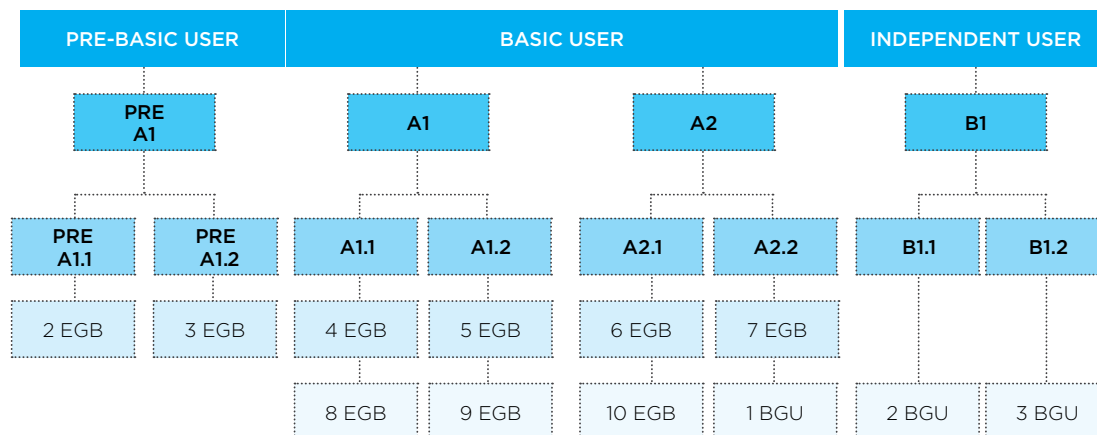 PRE-BASIC USER
BASIC USER
INDEPENDENT USER
PRE
A1
A1
A2
B1
PRE
A1.1
PRE
A1.2
A1.1
A1.2
A2.1
A2.2
B1.1
B1.2
2 EGB
3 EGB
4 EGB
5 EGB
6 EGB
7 EGB
8 EGB
9 EGB
10 EGB
1 BGU
2 BGU
3 BGU